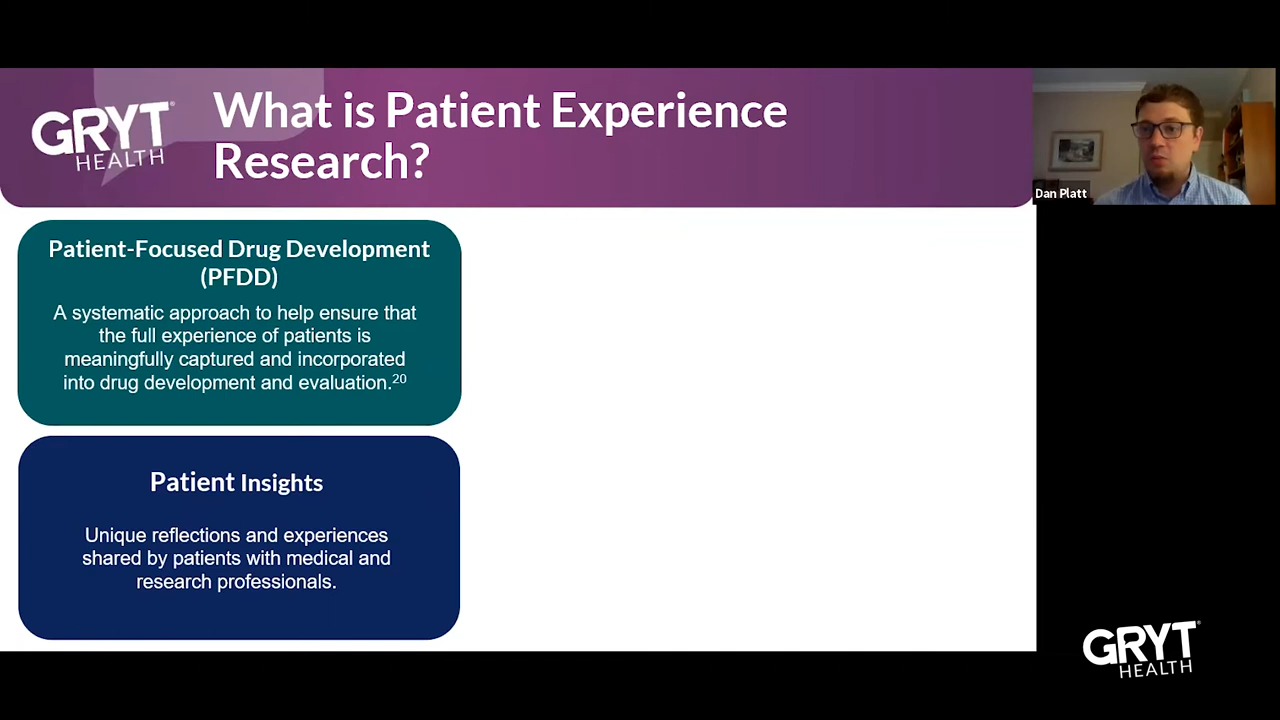 GRYT®
HEALTH
What is Patient Experience
Research?
Dan Platt
Patient-Focused Drug Development
(PFDD)
A systematic approach to help ensure that
the full experience of patients is
meaningfully captured and incorporated
into drug development and evaluation.20
Patient Insights
Unique reflections and experiences
shared by patients with medical and
research professionals.
GRYT®
HEALTH